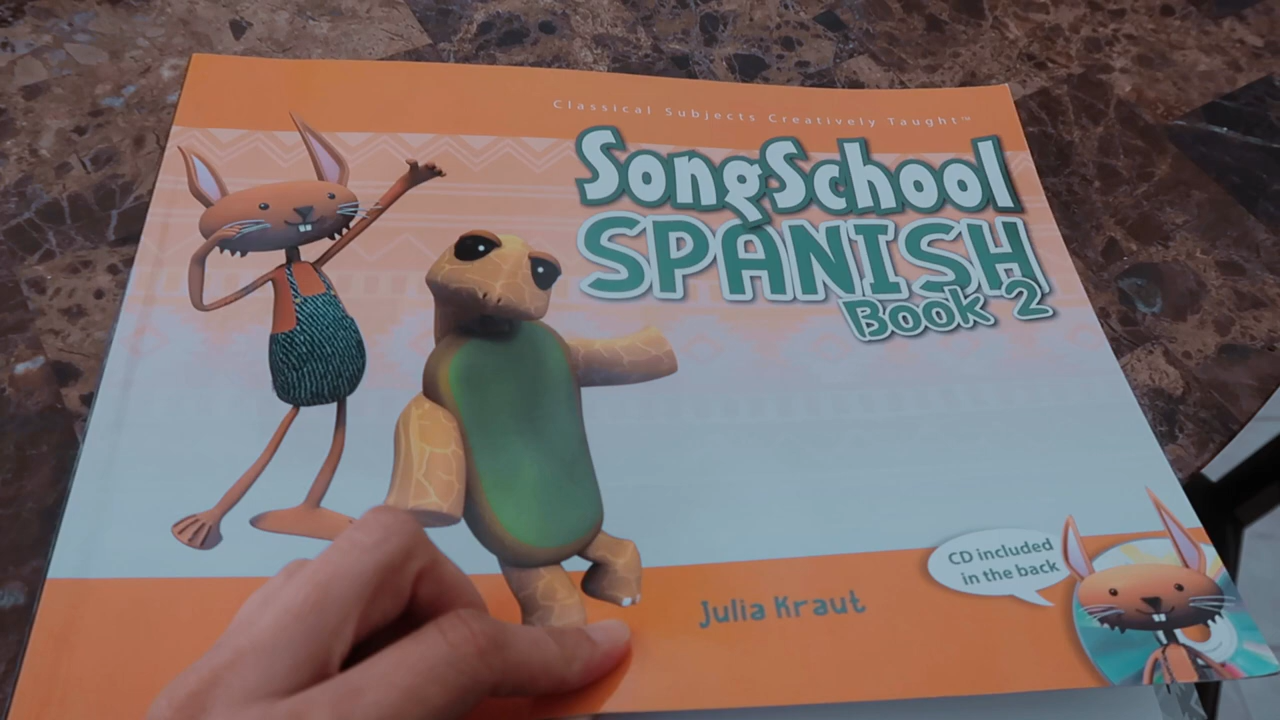 Classical Subjects Creatively Taught™
SongSchool
SPANISH
Book 2
CD included
in the back
Julia Kraut